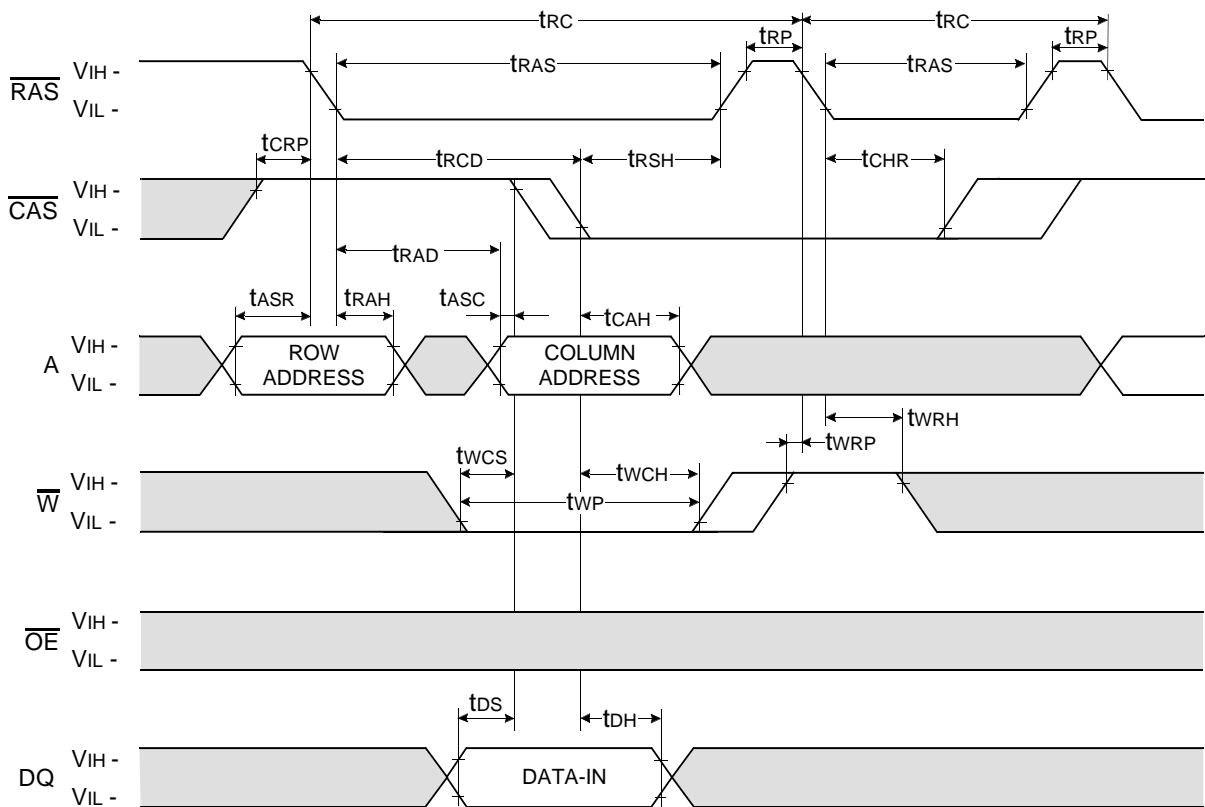 tRC tRC
tRP tRP
tRAS tRAS
RAS VIH -
VIL -
tCRP tRCD tRSH tCHR
CAS VIH -
VIL -
tRAD
tASR tRAH tASC tCAH
A VIH -
VIL -
ROW
ADDRESS
COLUMN
ADDRESS
tWRH
tWRP
tWCS tWCH
tWP
W VIH -
VIL -
OE VIH -
VIL -
tDS tDH
DQ VIH -
VIL -
DATA-IN